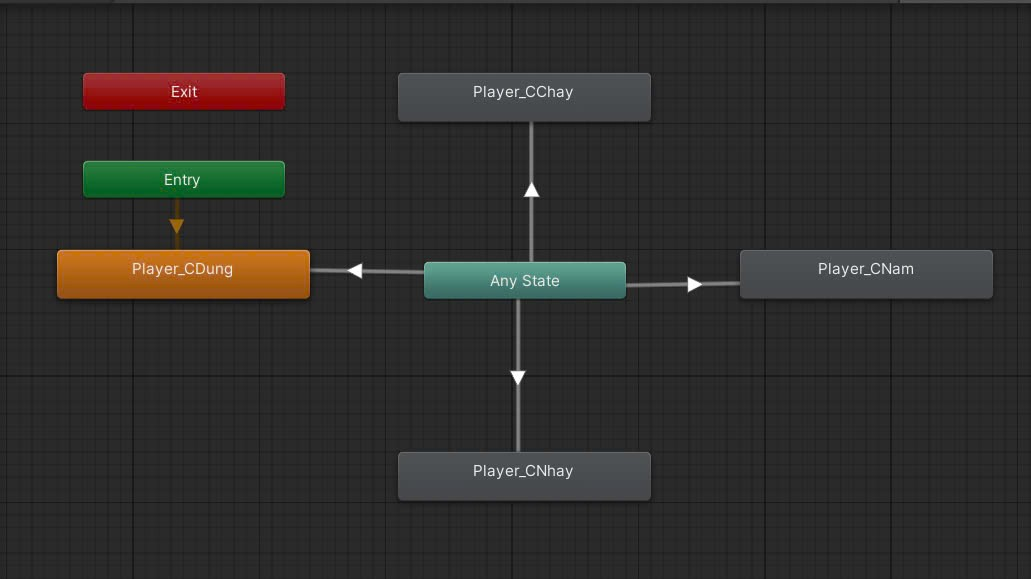 Exit
Player_CChay
Entry
Player_CDung
Any State
Player_CNam
Player_CNhay